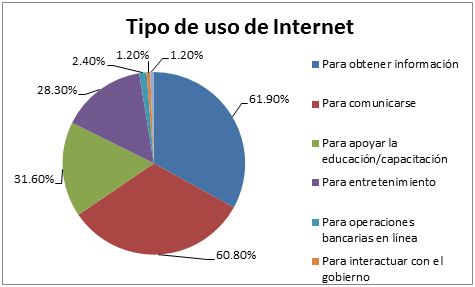 Tipo de uso de Internet
1.20%
1.20%
2.40%
28.30%
61.90%
31.60%
60.80%
Para obtener información
Para comunicarse
Para apoyar la
educación/capacitación
Para entretenimiento
Para operaciones
bancarias en línea
Para interactuar con el
gobierno